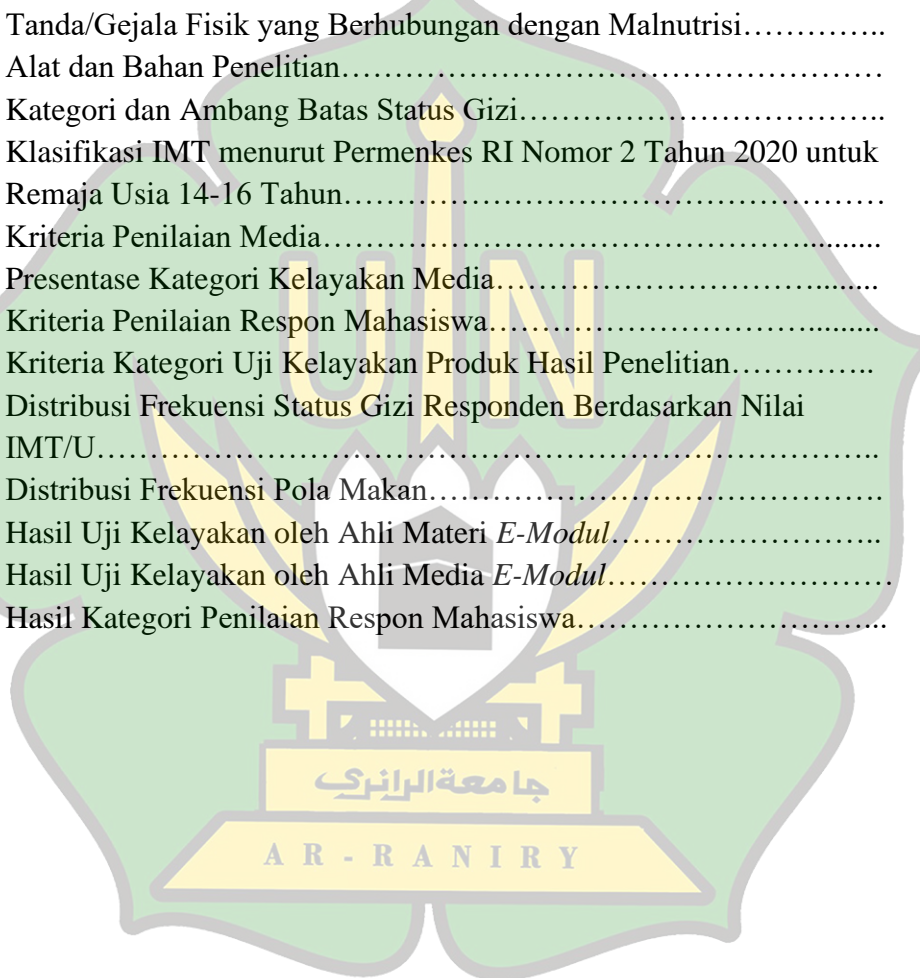 Tanda/Gejala Fisik yang Berhubungan dengan Malnutrisi…………..
Alat dan Bahan Penelitian……………………………………………
Kategori dan Ambang Batas Status Gizi……………………………..
Klasifikasi IMT menurut Permenkes RI Nomor 2 Tahun 2020 untuk
Remaja Usia 14-16 Tahun……………………………………………
Kriteria Penilaian Media………………………………………..........
Presentase Kategori Kelayakan Media…………………………........
Kriteria Penilaian Respon Mahasiswa…………………………..........
Kriteria Kategori Uji Kelayakan Produk Hasil Penelitian…………..
Distribusi Frekuensi Status Gizi Responden Berdasarkan Nilai
IMT/U………………………………………………………………..
Distribusi Frekuensi Pola Makan…………………………………….
Hasil Uji Kelayakan oleh Ahli Materi E-Modul……………………..
Hasil Uji Kelayakan oleh Ahli Media E-Modul………………………
Hasil Kategori Penilaian Respon Mahasiswa………………………...
UIN
جامعةالرانري
AR-RANIRY